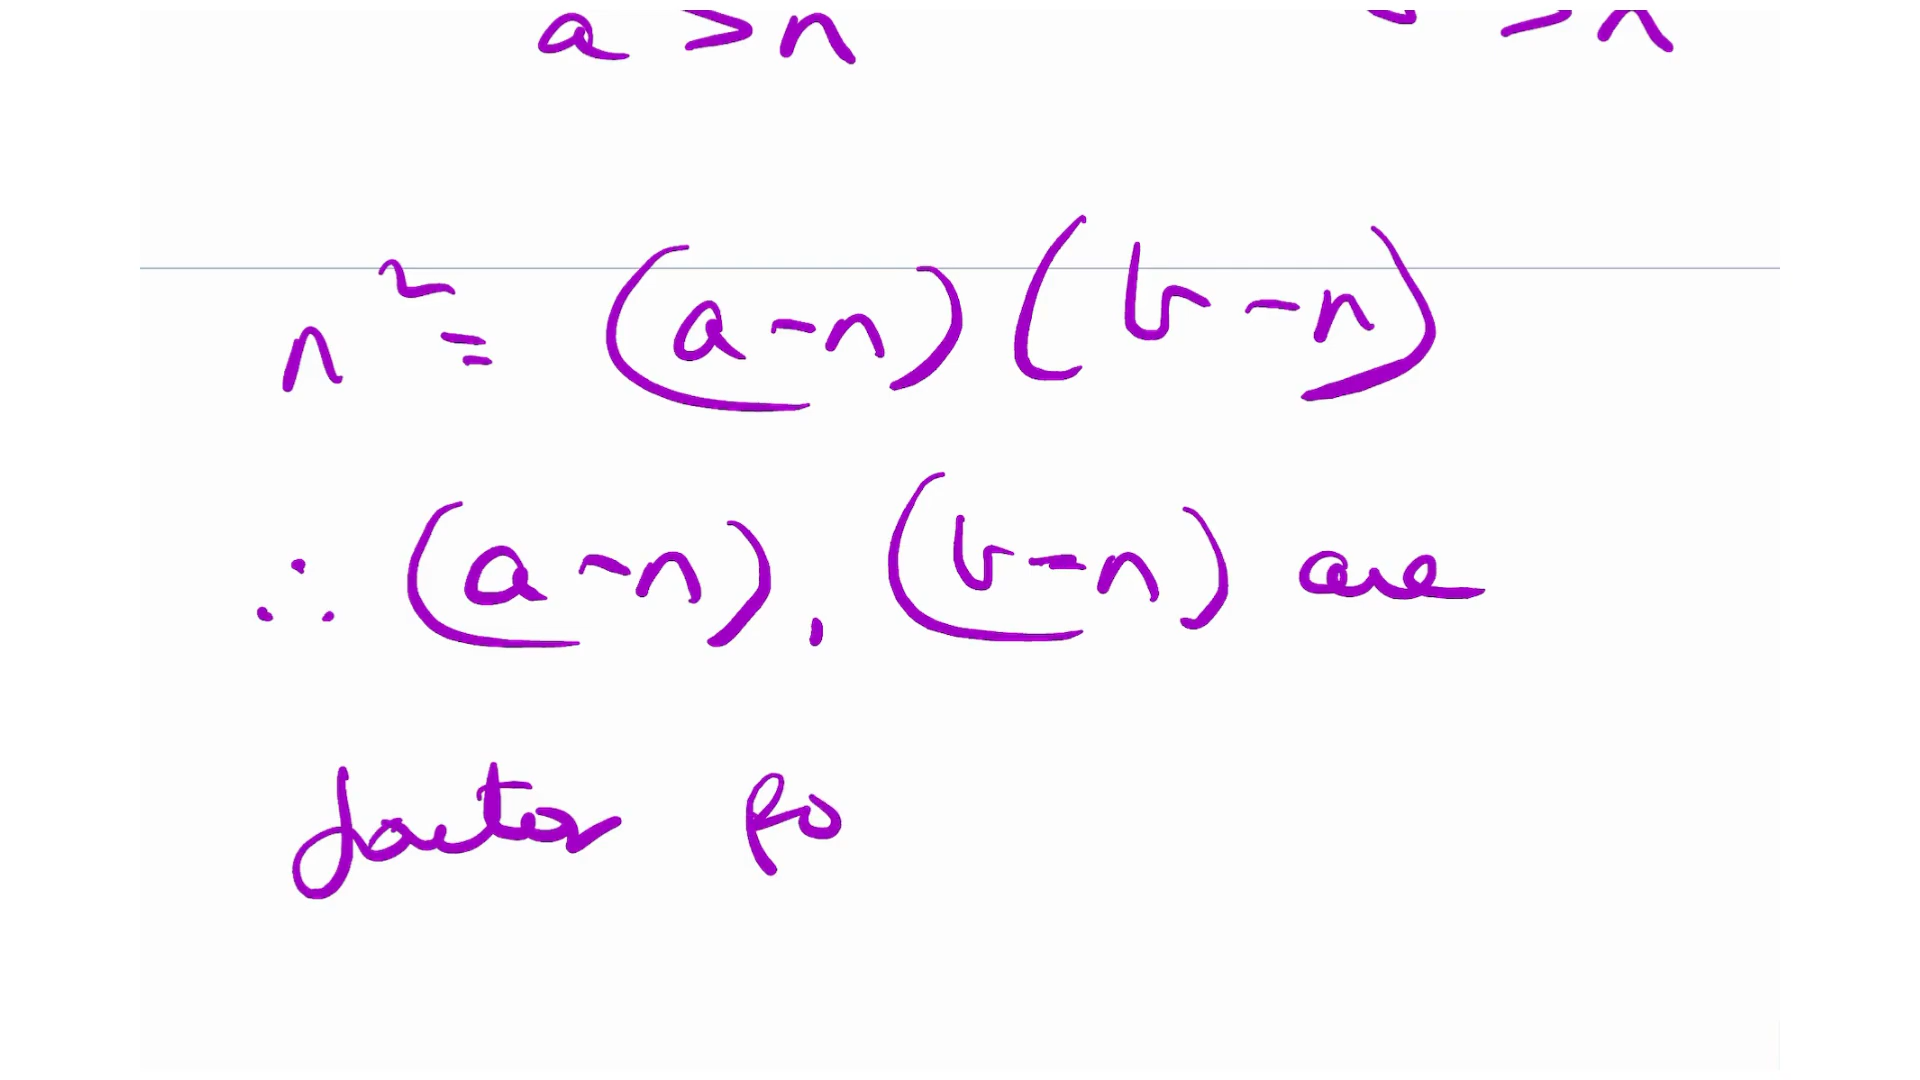 a > n b > n
n² = (a-n)(b-n)
∴ (a-n), (b-n) are
factor fo